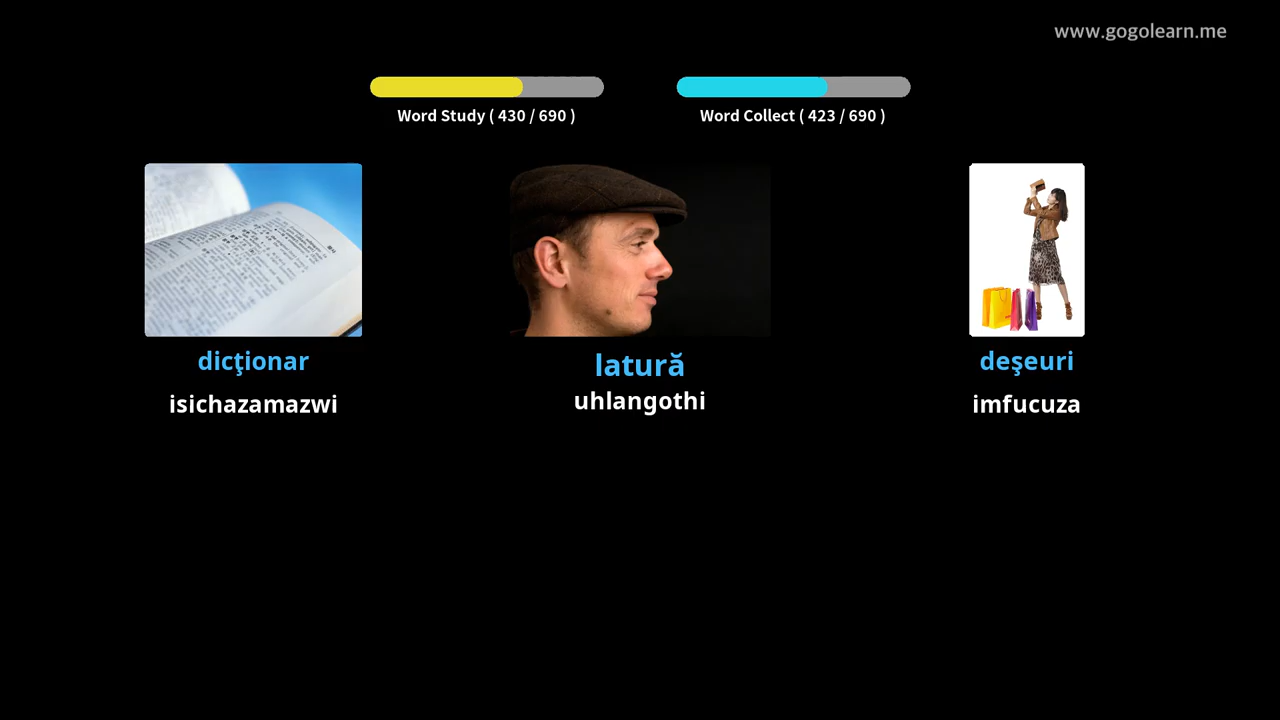 www.gogolearn.me
Word Study ( 430 / 690 )
Word Collect ( 423 / 690 )
dicţionar
isichazamazwi
latură
uhlangothi
deşeuri
imfucuza